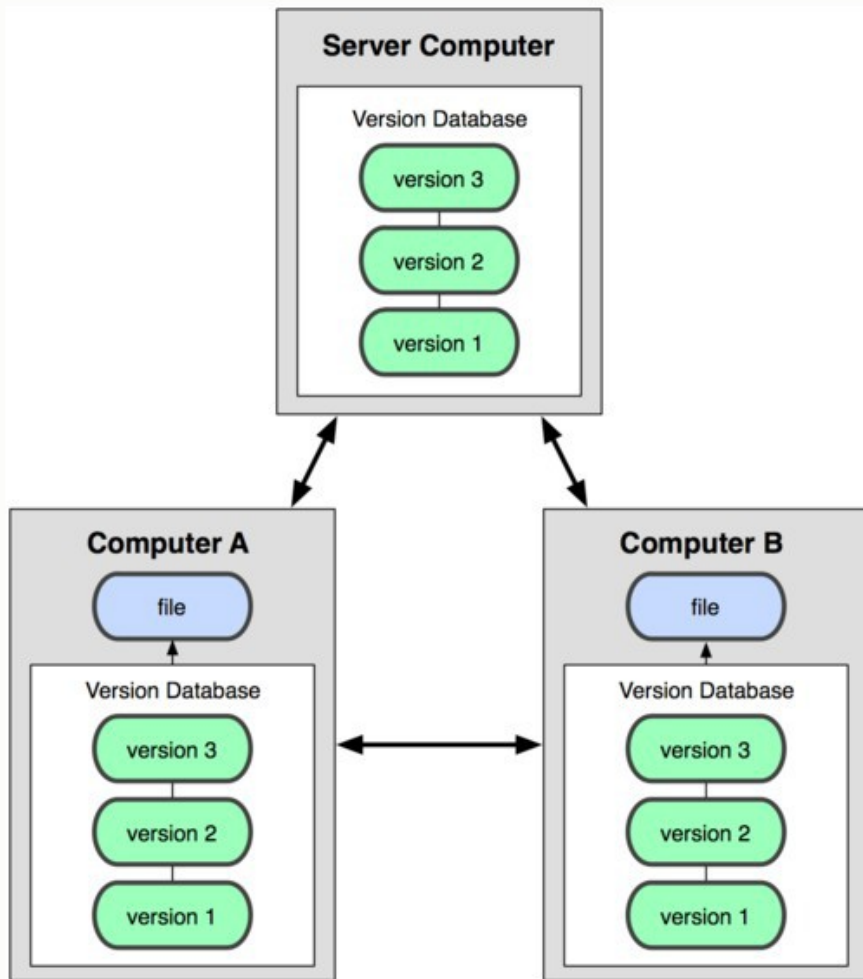 Server Computer
Version Database
version 3
version 2
version 1
Computer A
file
Version Database
version 3
version 2
version 1
Computer B
file
Version Database
version 3
version 2
version 1